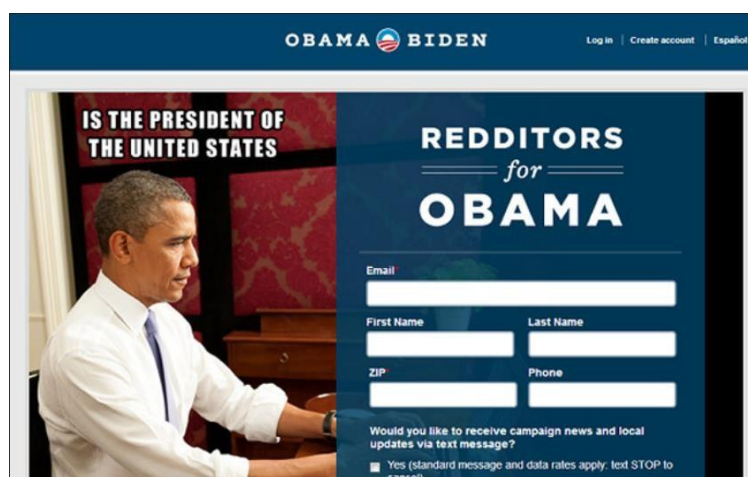 OBAMA BIDEN
Log in | Create account | Español
IS THE PRESIDENT OF
THE UNITED STATES
REDDITORS
for
OBAMA
Email*
First Name
Last Name
ZIP*
Phone
Would you like to receive campaign news and local
updates via text message?
Yes (standard message and data rates apply: text STOP to
cancel)